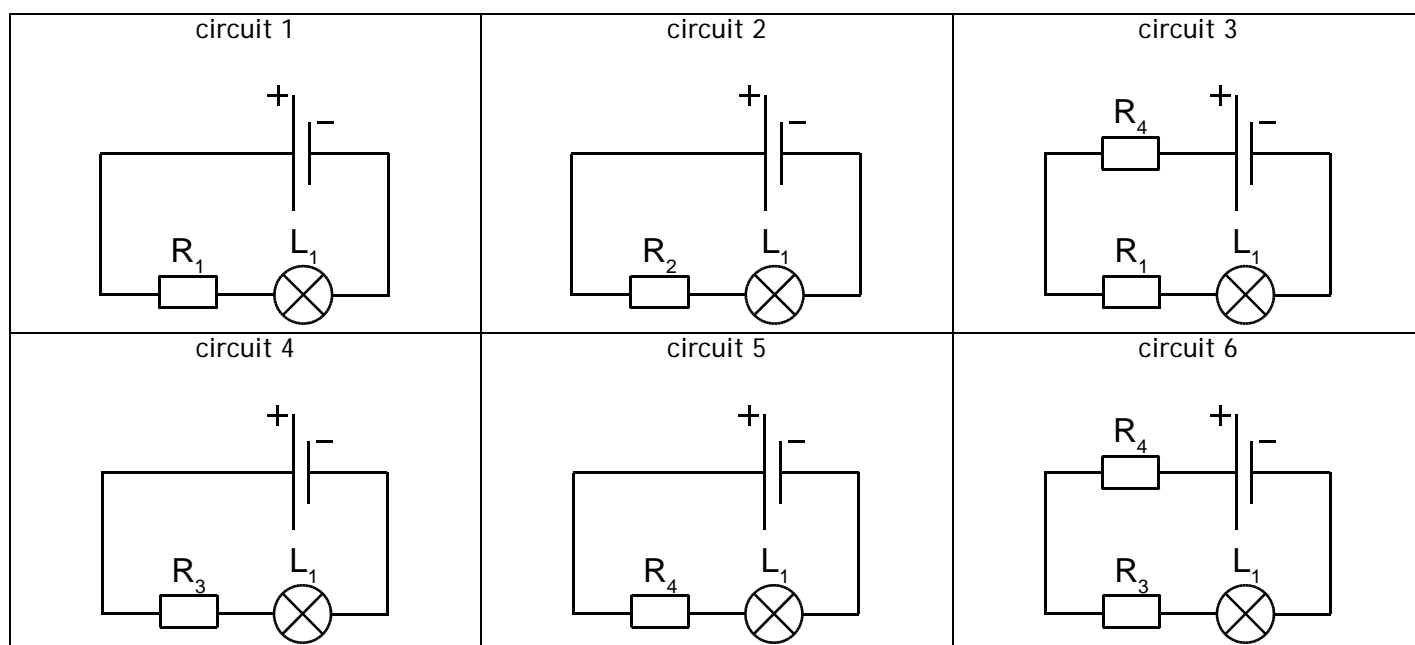 circuit 1
+
−
R₁
L₁
circuit 2
+
−
R₂
L₁
circuit 3
+
−
R₄
R₁
L₁
circuit 4
+
−
R₃
L₁
circuit 5
+
−
R₄
L₁
circuit 6
+
−
R₄
R₃
L₁